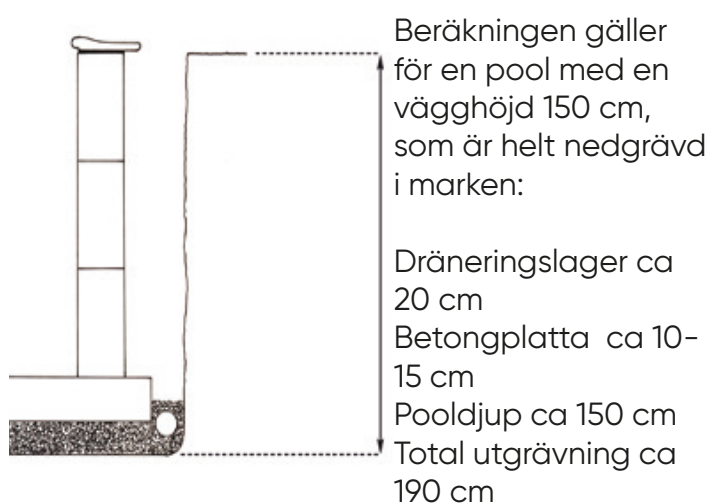 Beräkningen gäller
för en pool med en
vägghöjd 150 cm,
som är helt nedgrävd
i marken:
Dräneringslager ca
20 cm
Betongplatta  ca 10-
15 cm
Pooldjup ca 150 cm
Total utgrävning ca
190 cm